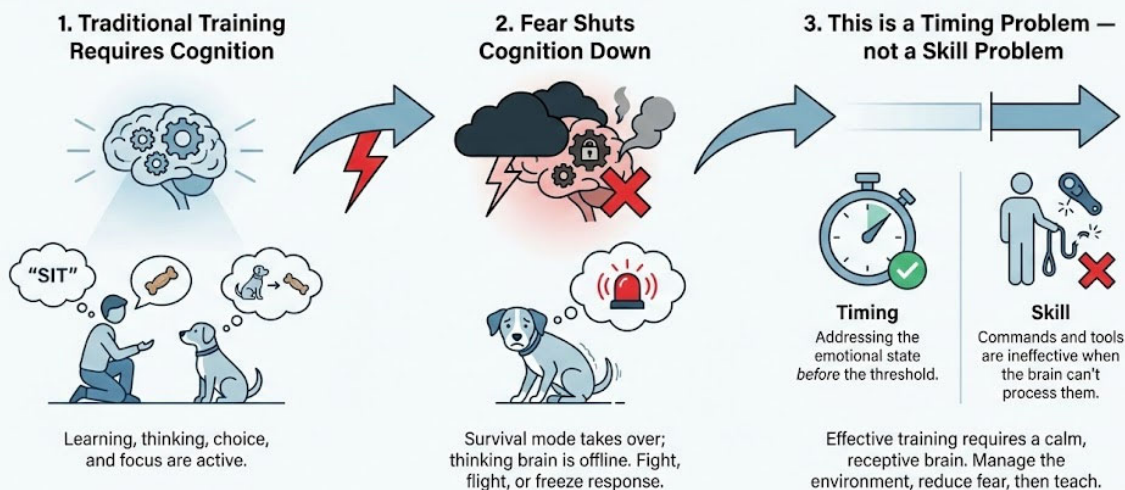 1. Traditional Training
Requires Cognition
"SIT"
Learning, thinking, choice,
and focus are active.
2. Fear Shuts
Cognition Down
Survival mode takes over;
thinking brain is offline. Fight,
flight, or freeze response.
3. This is a Timing Problem —
not a Skill Problem
Timing
Addressing the
emotional state
before the threshold.
Skill
Commands and tools
are ineffective when
the brain can't
process them.
Effective training requires a calm,
receptive brain. Manage the
environment, reduce fear, then teach.